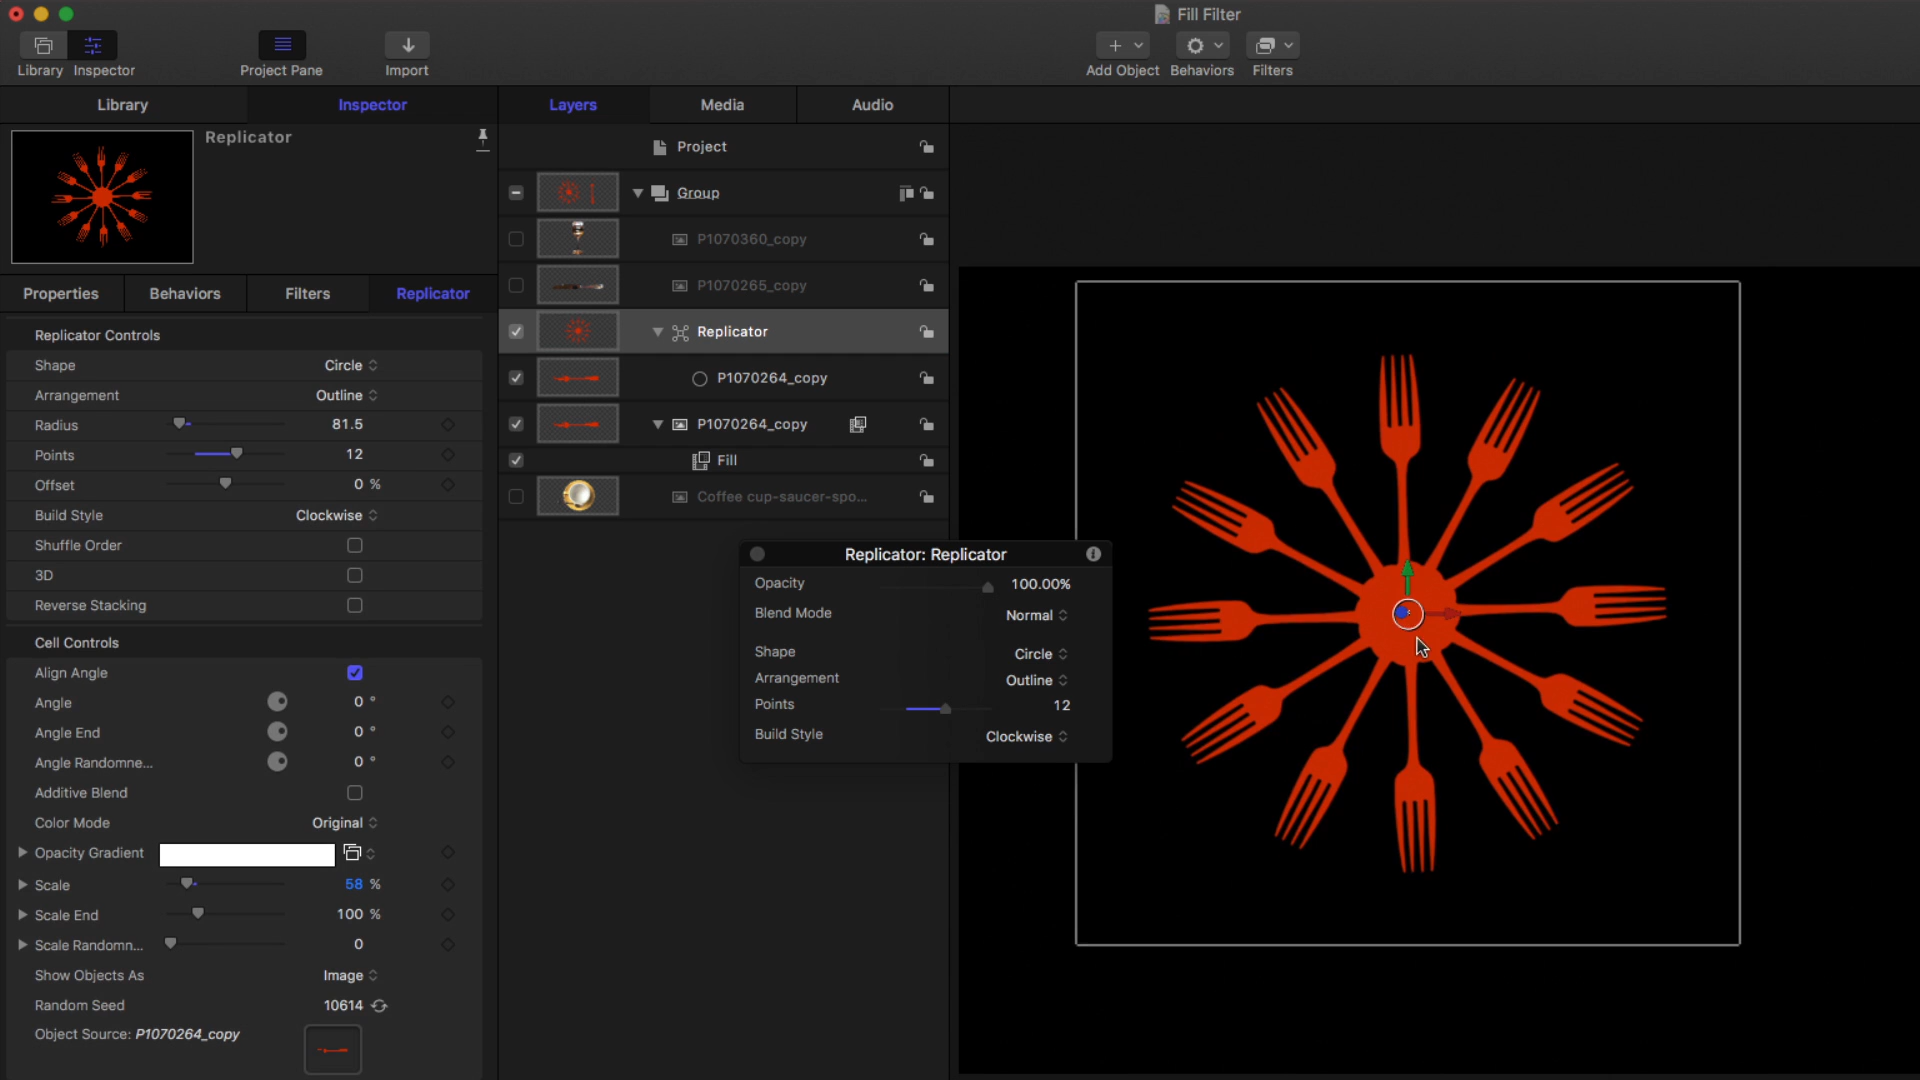 Fill Filter
Library
Inspector
Project Pane
Import
Add Object
Behaviors
Filters
Library
Inspector
Layers
Media
Audio
Replicator
Properties
Behaviors
Filters
Replicator
Replicator Controls
Shape
Circle
Arrangement
Outline
Radius
81.5
Points
12
Offset
0 %
Build Style
Clockwise
Shuffle Order
3D
Reverse Stacking
Cell Controls
Align Angle
Angle
0 °
Angle End
0 °
Angle Randomne...
0 °
Additive Blend
Color Mode
Original
Opacity Gradient
Scale
58 %
Scale End
100 %
Scale Randomn...
0
Show Objects As
Image
Random Seed
10614
Object Source: P1070264_copy
Project
Group
P1070360_copy
P1070265_copy
Replicator
P1070264_copy
P1070264_copy
Fill
Coffee cup-saucer-spo...
Replicator: Replicator
Opacity
100.00%
Blend Mode
Normal
Shape
Circle
Arrangement
Outline
Points
12
Build Style
Clockwise